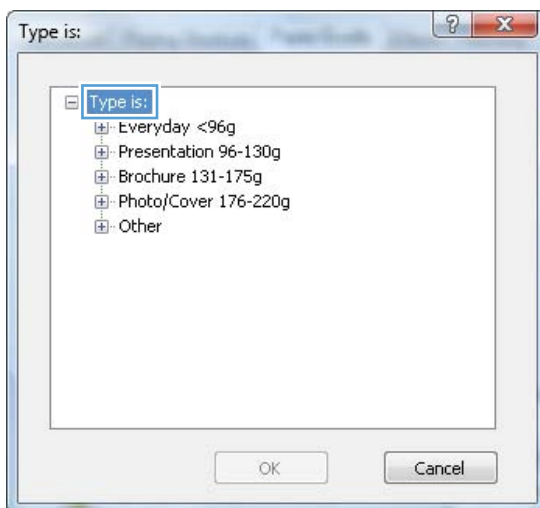 Type is:
Type is:
Everyday <96g
Presentation 96-130g
Brochure 131-175g
Photo/Cover 176-220g
Other
OK Cancel